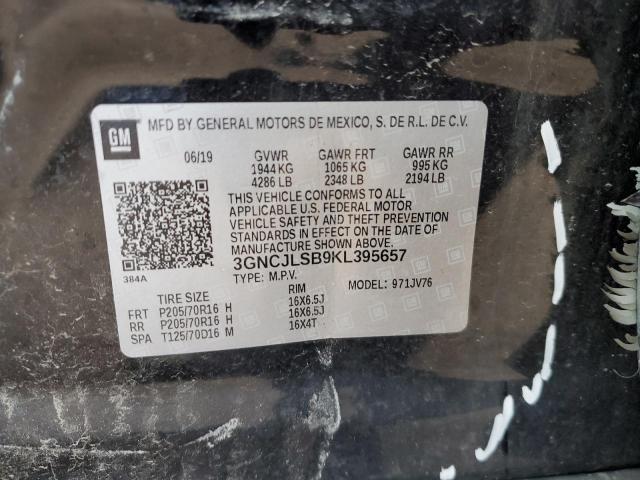 GM MFD BY GENERAL MOTORS DE MEXICO, S. DE R.L. DE C.V.
06/19 GVWR GAWR FRT GAWR RR
1944 KG 1065 KG 995 KG
4286 LB 2348 LB 2194 LB
THIS VEHICLE CONFORMS TO ALL
APPLICABLE U.S. FEDERAL MOTOR
VEHICLE SAFETY AND THEFT PREVENTION
STANDARDS IN EFFECT ON THE DATE OF
MANUFACTURE SHOWN ABOVE.
384A 3GNCJLSB9KL395657
TYPE: M.P.V. MODEL: 971JV76
TIRE SIZE RIM
FRT P205/70R16 H 16X6.5J
RR P205/70R16 H 16X6.5J
SPA T125/70D16 M 16X4T